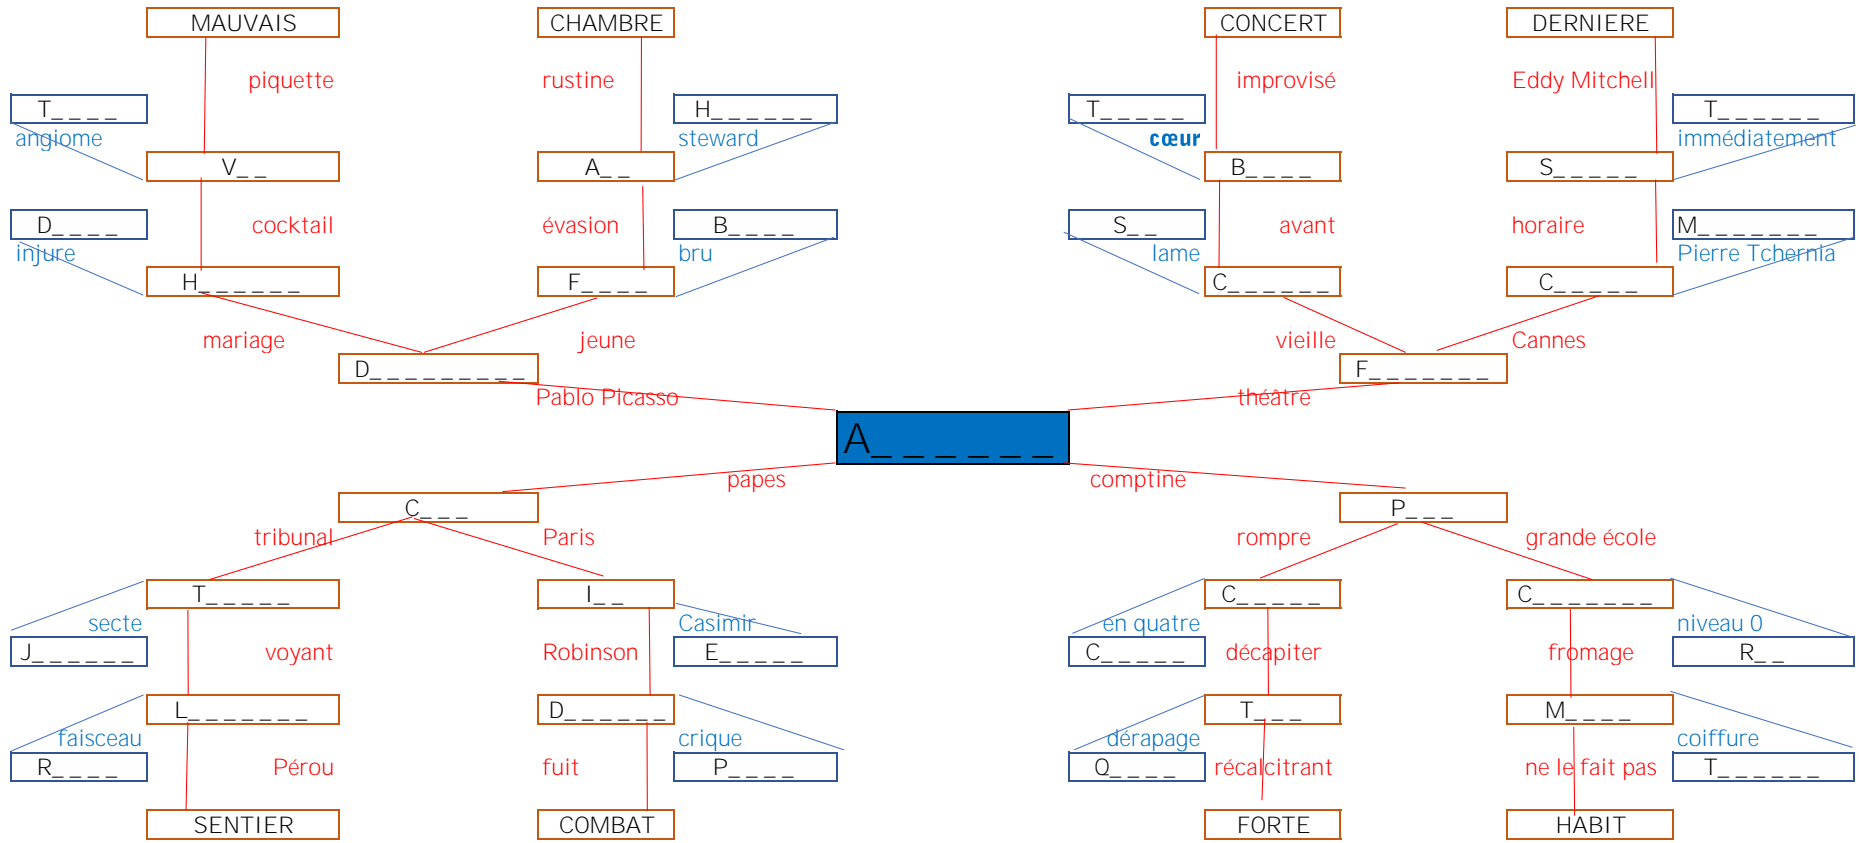 MAUVAIS CHAMBRE CONCERT DERNIERE
piquette rustine improvisé Eddy Mitchell
T_ _ _ _ H_ _ _ _ _ _ T_ _ _ _ _ T_ _ _ _ _ _
angiome steward cœur immédiatement
V_ _ A_ _ B_ _ _ _ S_ _ _ _ _
D_ _ _ _ cocktail évasion B_ _ _ _ S_ _ avant horaire M_ _ _ _ _ _ _
injure bru lame Pierre Tchernia
H_ _ _ _ _ _ F_ _ _ _ C_ _ _ _ _ _ C_ _ _ _ _
mariage jeune vieille Cannes
D_ _ _ _ _ _ _ _ _ F_ _ _ _ _ _ _
Pablo Picasso théâtre
A_ _ _ _ _ _
papes comptine
C_ _ _ P_ _ _
tribunal Paris rompre grande école
T_ _ _ _ _ I_ _ C_ _ _ _ _ C_ _ _ _ _ _ _
secte Casimir en quatre niveau 0
J_ _ _ _ _ _ voyant Robinson E_ _ _ _ _ C_ _ _ _ _ décapiter fromage R_ _
L_ _ _ _ _ _ _ D_ _ _ _ _ _ T_ _ _ M_ _ _ _
faisceau crique dérapage coiffure
R_ _ _ _ Pérou fuit P_ _ _ _ Q_ _ _ _ récalcitrant ne le fait pas T_ _ _ _ _ _
SENTIER COMBAT FORTE HABIT